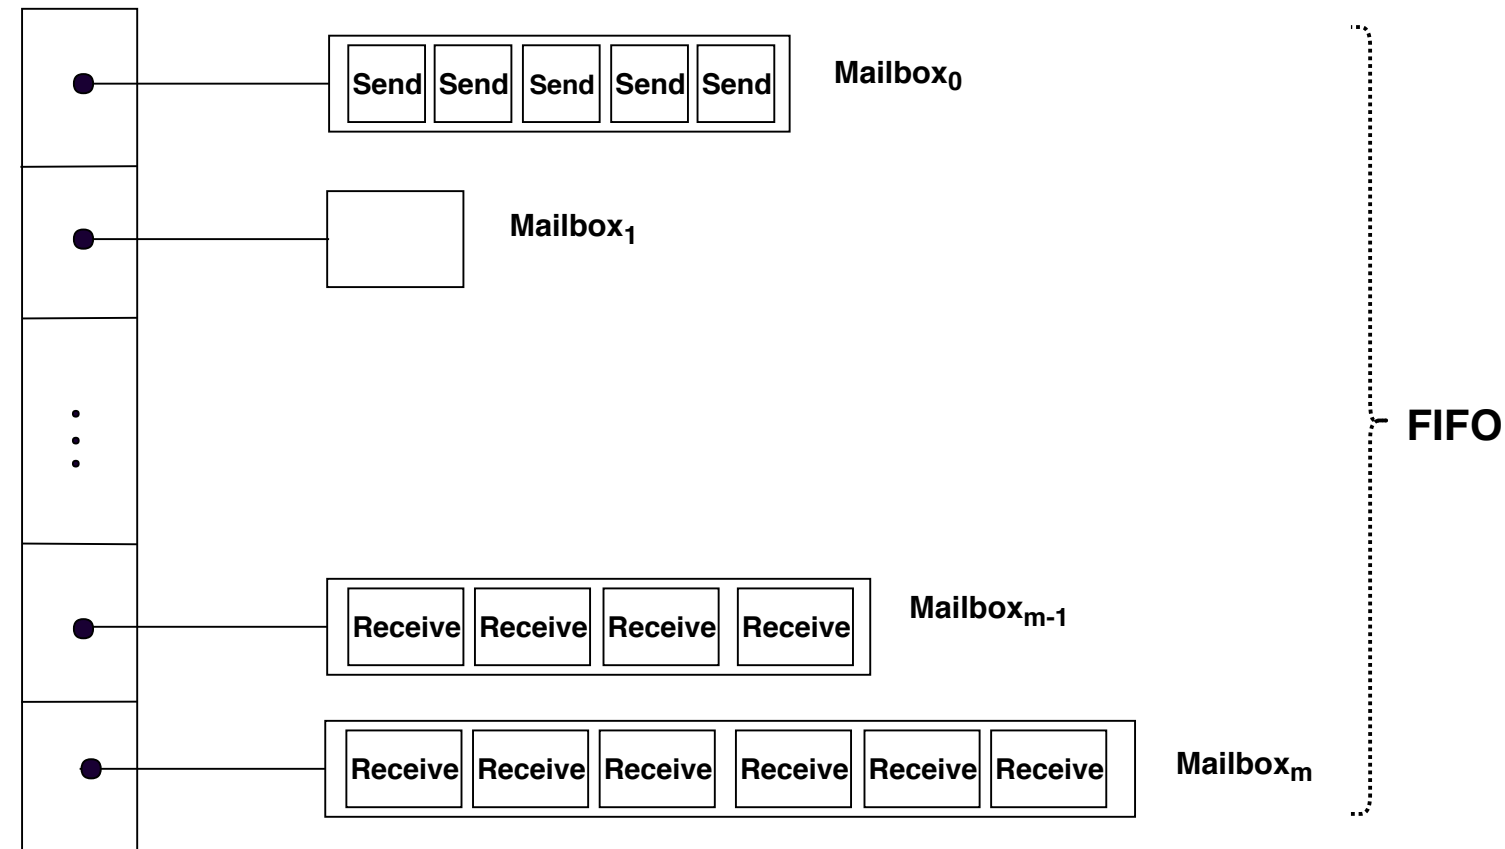 Send Send Send Send Send Mailbox0
Mailbox1
FIFO
Receive Receive Receive Receive Mailboxm-1
Receive Receive Receive Receive Receive Receive Mailboxm